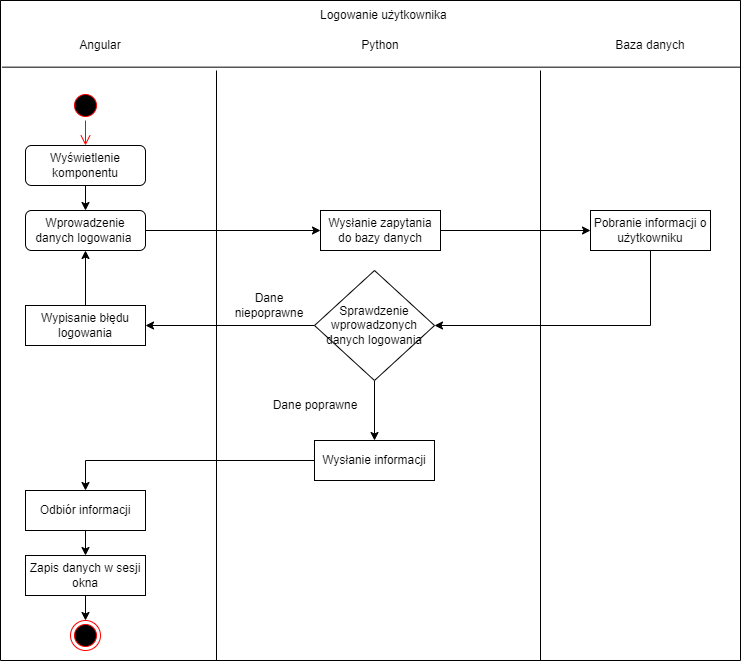 Logowanie użytkownika
Angular
Python
Baza danych
Wyświetlenie
komponentu
Wprowadzenie
danych logowania
Wysłanie zapytania
do bazy danych
Pobranie informacji o
użytkowniku
Dane
niepoprawne
Sprawdzenie
wprowadzonych
danych logowania
Wypisanie błędu
logowania
Dane poprawne
Wysłanie informacji
Odbiór informacji
Zapis danych w sesji
okna